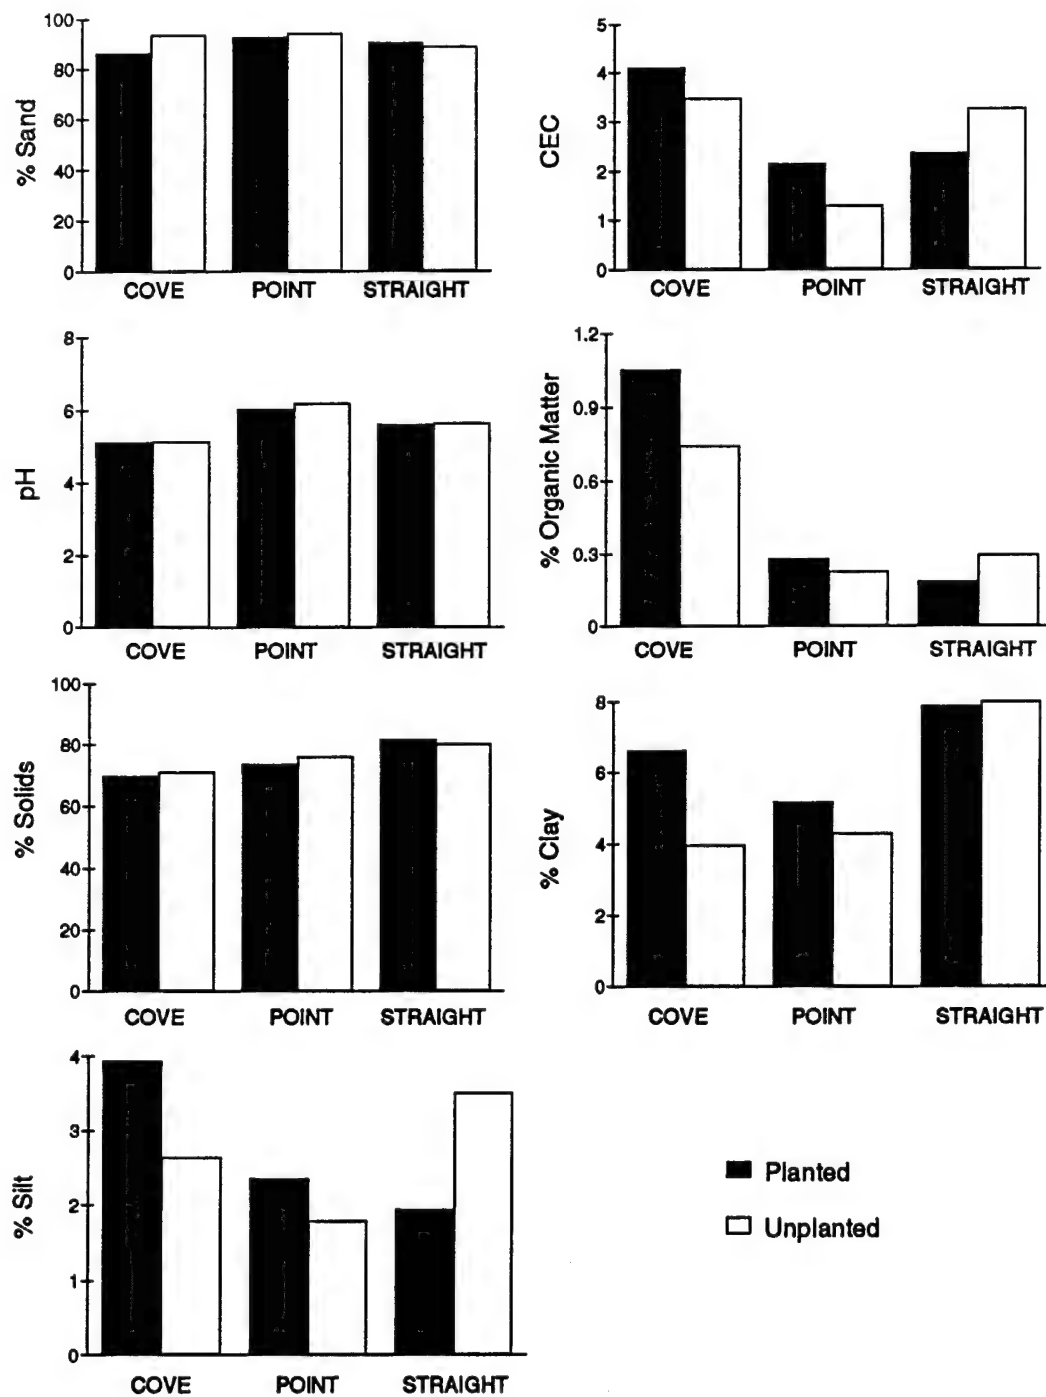 % Sand
100
80
60
40
20
0
COVE POINT STRAIGHT
CEC
5
4
3
2
1
0
COVE POINT STRAIGHT
pH
8
6
4
2
0
COVE POINT STRAIGHT
% Organic Matter
1.2
0.9
0.6
0.3
0
COVE POINT STRAIGHT
% Solids
100
80
60
40
20
0
COVE POINT STRAIGHT
% Clay
8
6
4
2
0
COVE POINT STRAIGHT
% Silt
4
3
2
1
0
COVE POINT STRAIGHT
Planted
Unplanted